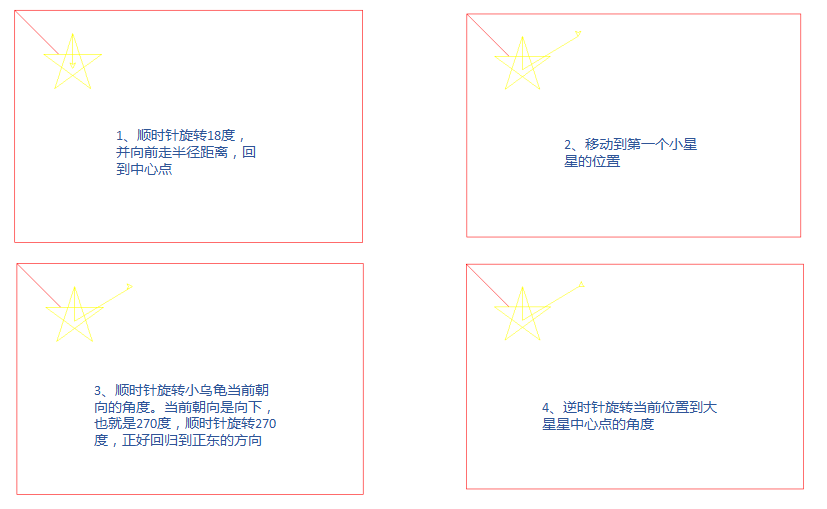 1、顺时针旋转18度，
并向前走半径距离，回
到中心点
2、移动到第一个小星
星的位置
3、顺时针旋转小乌龟当前朝
向的角度。当前朝向是向下，
也就是270度，顺时针旋转270
度，正好回归到正东的方向
4、逆时针旋转当前位置到大
星星中心点的角度